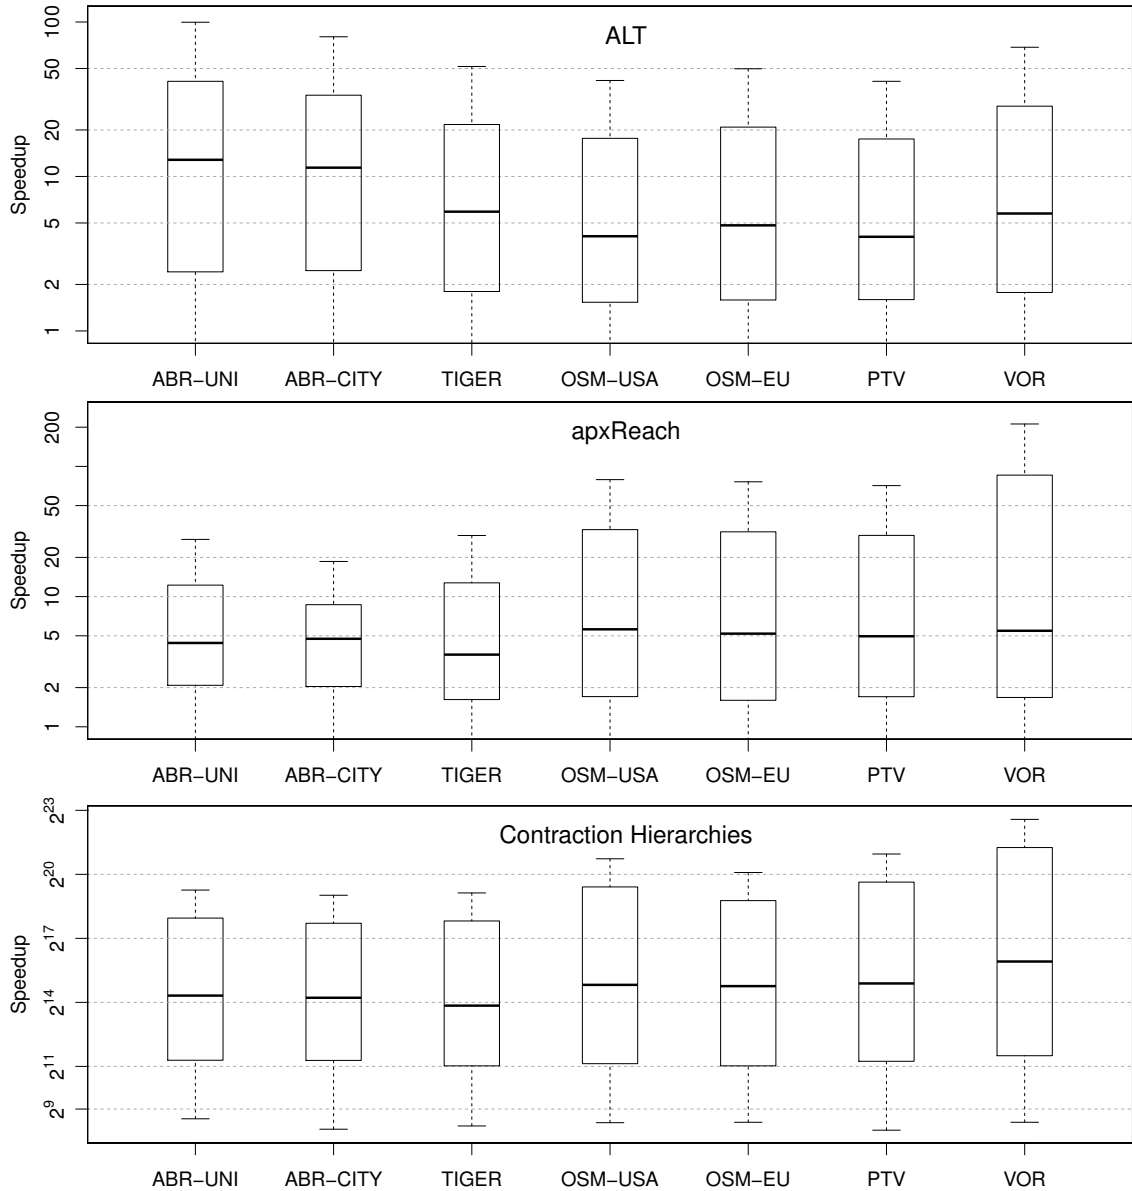 ALT
Speedup
100
50
20
10
5
2
1
ABR−UNI ABR−CITY TIGER OSM−USA OSM−EU PTV VOR
apxReach
Speedup
200
50
20
10
5
2
1
ABR−UNI ABR−CITY TIGER OSM−USA OSM−EU PTV VOR
Contraction Hierarchies
Speedup
2^23
2^20
2^17
2^14
2^11
2^9
ABR−UNI ABR−CITY TIGER OSM−USA OSM−EU PTV VOR